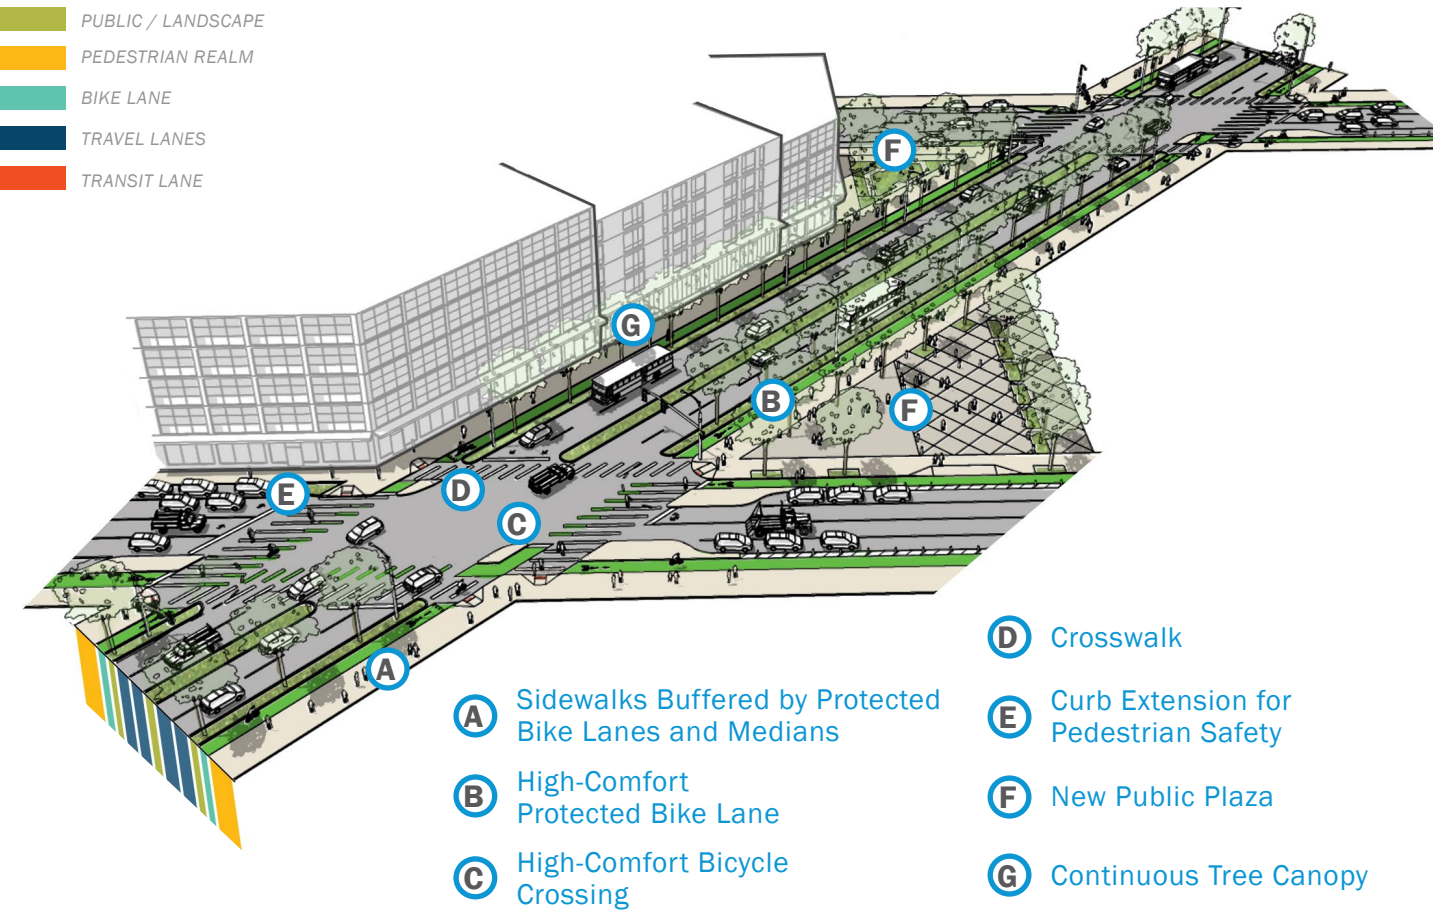 PUBLIC / LANDSCAPE
PEDESTRIAN REALM
BIKE LANE
TRAVEL LANES
TRANSIT LANE
F
G
B
F
E
D
C
A
A
Sidewalks Buffered by Protected
Bike Lanes and Medians
B
High-Comfort
Protected Bike Lane
C
High-Comfort Bicycle
Crossing
D
Crosswalk
E
Curb Extension for
Pedestrian Safety
F
New Public Plaza
G
Continuous Tree Canopy